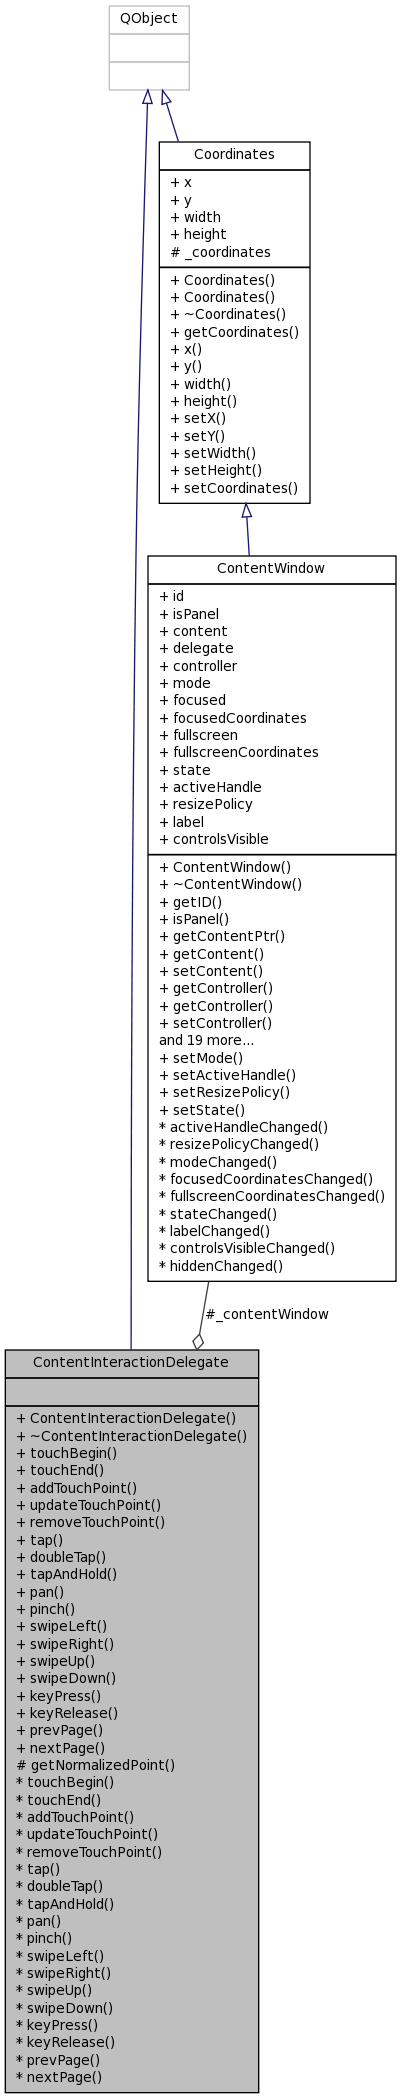 QObject
Coordinates
+ x
+ y
+ width
+ height
# _coordinates
+ Coordinates()
+ Coordinates()
+ ~Coordinates()
+ getCoordinates()
+ x()
+ y()
+ width()
+ height()
+ setX()
+ setY()
+ setWidth()
+ setHeight()
+ setCoordinates()
ContentWindow
+ id
+ isPanel
+ content
+ delegate
+ controller
+ mode
+ focused
+ focusedCoordinates
+ fullscreen
+ fullscreenCoordinates
+ state
+ activeHandle
+ resizePolicy
+ label
+ controlsVisible
+ ContentWindow()
+ ~ContentWindow()
+ getID()
+ isPanel()
+ getContentPtr()
+ getContent()
+ setContent()
+ getController()
+ getController()
+ setController()
and 19 more...
+ setMode()
+ setActiveHandle()
+ setResizePolicy()
+ setState()
* activeHandleChanged()
* resizePolicyChanged()
* modeChanged()
* focusedCoordinatesChanged()
* fullscreenCoordinatesChanged()
* stateChanged()
* labelChanged()
* controlsVisibleChanged()
* hiddenChanged()
#_contentWindow
ContentInteractionDelegate
+ ContentInteractionDelegate()
+ ~ContentInteractionDelegate()
+ touchBegin()
+ touchEnd()
+ addTouchPoint()
+ updateTouchPoint()
+ removeTouchPoint()
+ tap()
+ doubleTap()
+ tapAndHold()
+ pan()
+ pinch()
+ swipeLeft()
+ swipeRight()
+ swipeUp()
+ swipeDown()
+ keyPress()
+ keyRelease()
+ prevPage()
+ nextPage()
# getNormalizedPoint()
* touchBegin()
* touchEnd()
* addTouchPoint()
* updateTouchPoint()
* removeTouchPoint()
* tap()
* doubleTap()
* tapAndHold()
* pan()
* pinch()
* swipeLeft()
* swipeRight()
* swipeUp()
* swipeDown()
* keyPress()
* keyRelease()
* prevPage()
* nextPage()